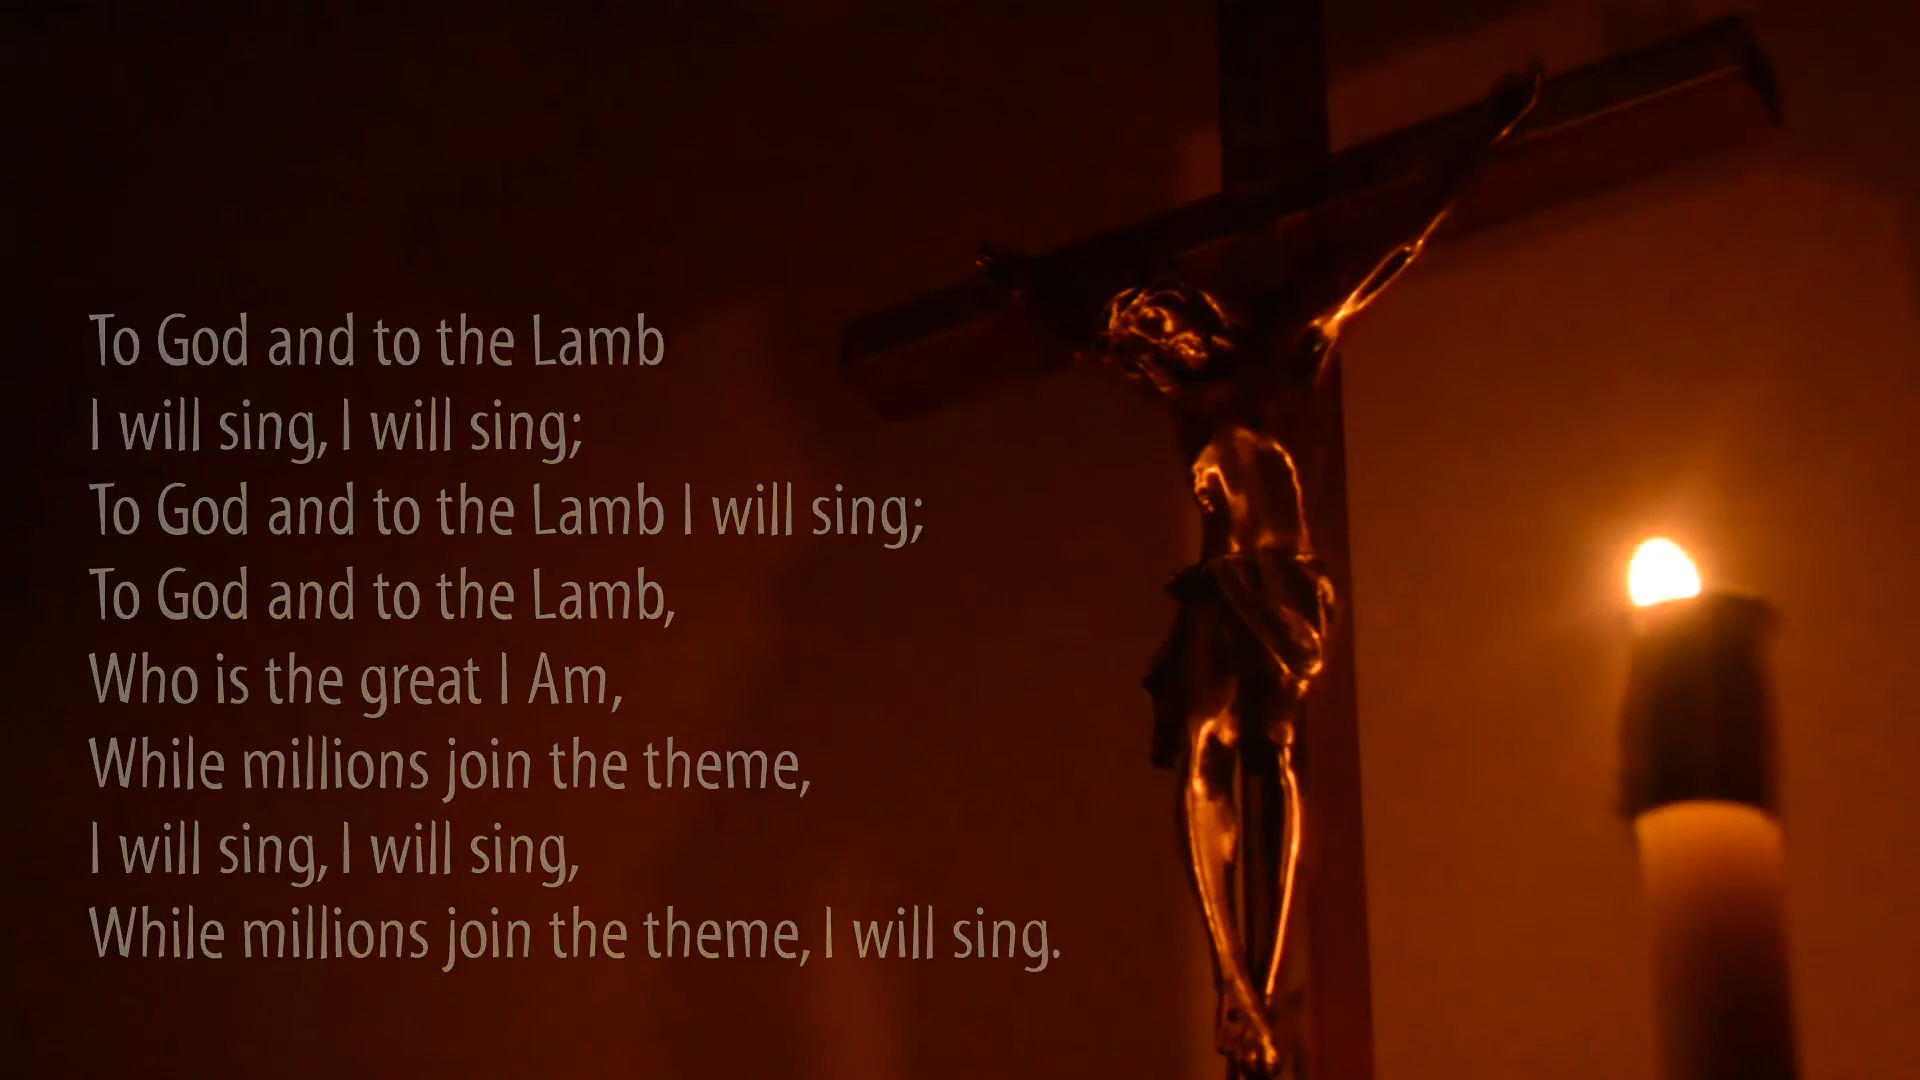 To God and to the Lamb
I will sing, I will sing;
To God and to the Lamb I will sing;
To God and to the Lamb,
Who is the great I Am,
While millions join the theme,
I will sing, I will sing,
While millions join the theme, I will sing.